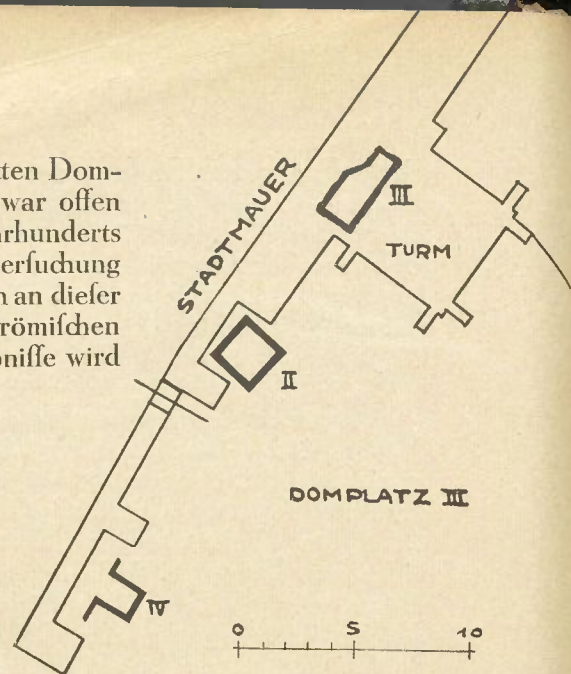 tten Dom-
war offen
rhunderts
erſuchung
n an dieſer
römiſchen
niſſe wird
STADTMAUER
III
TURM
II
DOMPLATZ III
IV
0 5 10